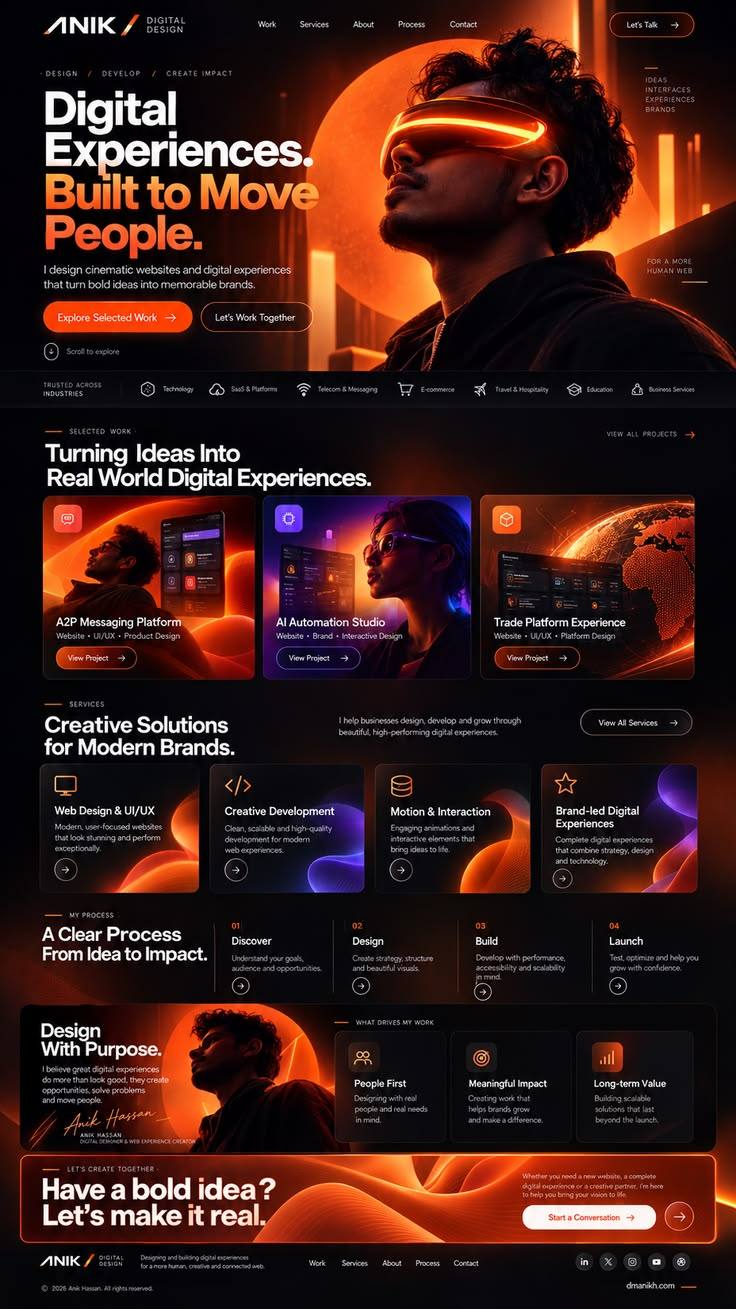 ANIK / DIGITAL DESIGN
Work Services About Process Contact
Let's Talk
DESIGN / DEVELOP / CREATE IMPACT
Digital
Experiences.
Built to Move
People.
I design cinematic websites and digital experiences
that turn bold ideas into memorable brands.
Explore Selected Work
Let's Work Together
Scroll to explore
IDEAS
INTERFACES
EXPERIENCES
BRANDS
FOR A MORE
HUMAN WEB
TRUSTED ACROSS
INDUSTRIES
Technology
SaaS & Platforms
Telecom & Messaging
E-commerce
Travel & Hospitality
Education
Business Services
SELECTED WORK
VIEW ALL PROJECTS
Turning Ideas Into
Real World Digital Experiences.
A2P Messaging Platform
Website • UI/UX • Product Design
View Project
AI Automation Studio
Website • Brand • Interactive Design
View Project
Trade Platform Experience
Website • UI/UX • Platform Design
View Project
SERVICES
Creative Solutions
for Modern Brands.
I help businesses design, develop and grow through
beautiful, high-performing digital experiences.
View All Services
Web Design & UI/UX
Modern, user-focused websites
that look stunning and perform
exceptionally.
Creative Development
Clean, scalable and high-quality
development for modern
web experiences.
Motion & Interaction
Engaging animations and
interactive elements that
bring ideas to life.
Brand-led Digital
Experiences
Complete digital experiences
that combine strategy, design
and technology.
MY PROCESS
A Clear Process
From Idea to Impact.
01
Discover
Understand your goals,
audience and opportunities.
02
Design
Create strategy, structure
and beautiful visuals.
03
Build
Develop with performance,
accessibility and scalability
in mind.
04
Launch
Test, optimize and help you
grow with confidence.
Design
With Purpose.
I believe great digital experiences
do more than look good, they create
opportunities, solve problems
and move people.
Anik Hassan
ANIK HASSAN
DIGITAL DESIGNER & WEB EXPERIENCE CREATOR
WHAT DRIVES MY WORK
People First
Designing with real
people and real needs
in mind.
Meaningful Impact
Creating work that
helps brands grow
and make a difference.
Long-term Value
Building scalable
solutions that last
beyond the launch.
LET'S CREATE TOGETHER
Have a bold idea?
Let's make it real.
Whether you need a new website, a complete
digital experience or a creative partner, I'm here
to help you bring your vision to life.
Start a Conversation
ANIK / DIGITAL DESIGN
Designing and building digital experiences
for a more human, creative and connected web.
Work Services About Process Contact
in
© 2026 Anik Hassan. All rights reserved.
dmanikh.com